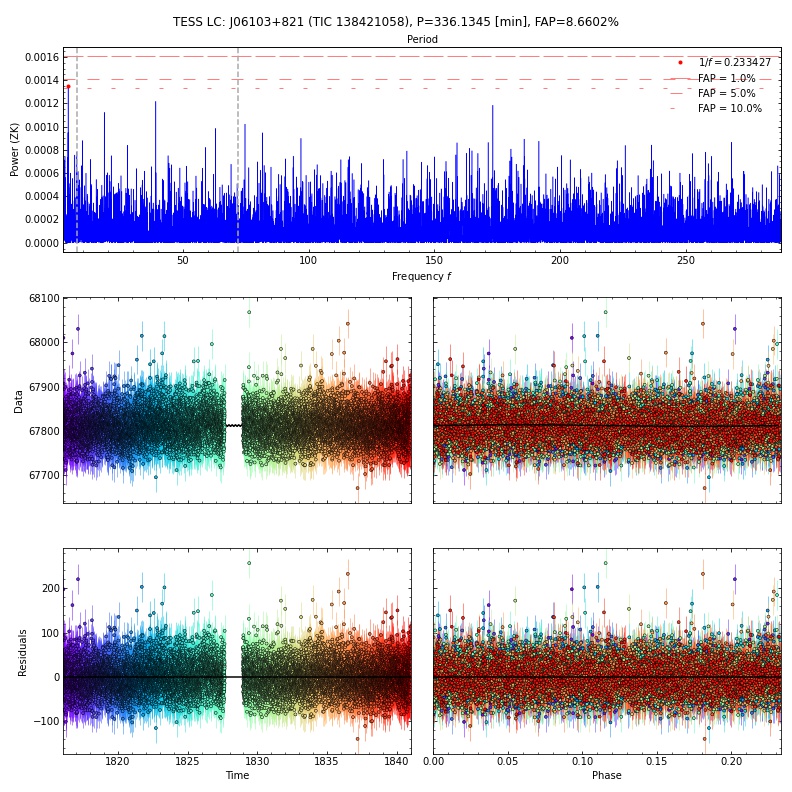 TESS LC: J06103+821 (TIC 138421058), P=336.1345 [min], FAP=8.6602%
Period
Power (ZK)
0.0016
0.0014
0.0012
0.0010
0.0008
0.0006
0.0004
0.0002
0.0000
1/f = 0.233427
FAP = 1.0%
FAP = 5.0%
FAP = 10.0%
50 100 150 200 250
Frequency f
Data
68100
68000
67900
67800
67700
Residuals
200
100
0
−100
1820 1825 1830 1835 1840
Time
0.00 0.05 0.10 0.15 0.20
Phase